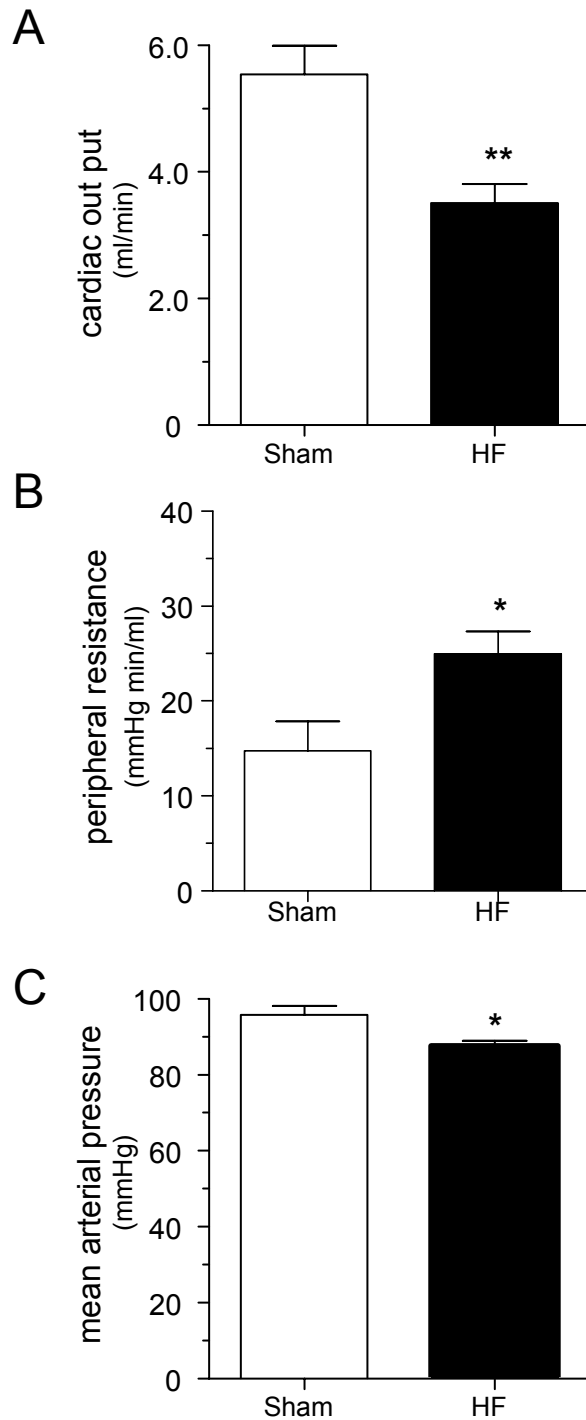 A
cardiac out put
(ml/min)
6.0
4.0
2.0
0
**
Sham
HF
B
peripheral resistance
(mmHg min/ml)
40
30
20
10
0
*
Sham
HF
C
mean arterial pressure
(mmHg)
100
80
60
40
20
0
*
Sham
HF